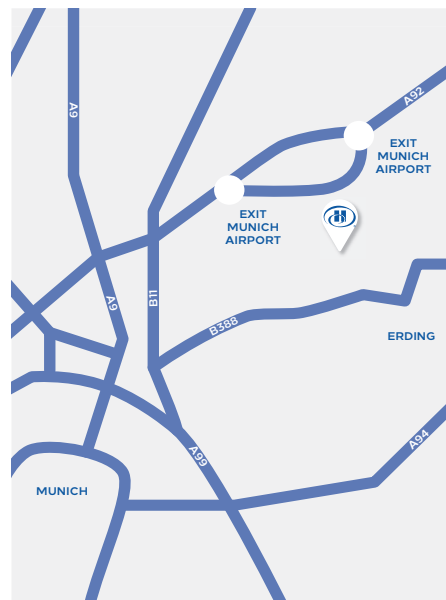 A9
A92
EXIT
MUNICH
AIRPORT
EXIT
MUNICH
AIRPORT
H
A9
B11
B388
ERDING
A94
A99
MUNICH